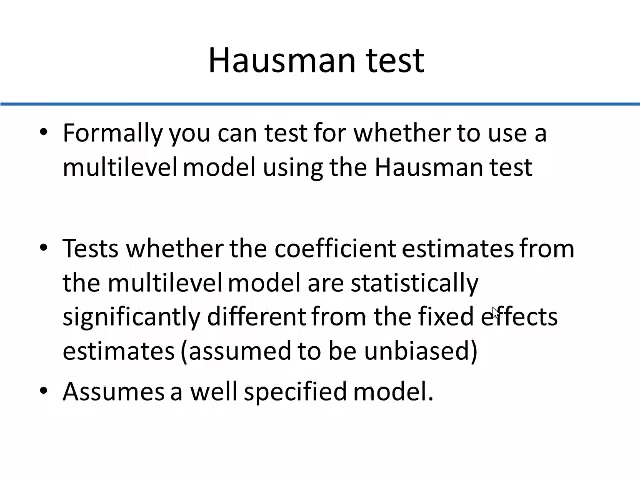 Hausman test
• Formally you can test for whether to use a
multilevel model using the Hausman test
• Tests whether the coefficient estimates from
the multilevel model are statistically
significantly different from the fixed effects
estimates (assumed to be unbiased)
• Assumes a well specified model.